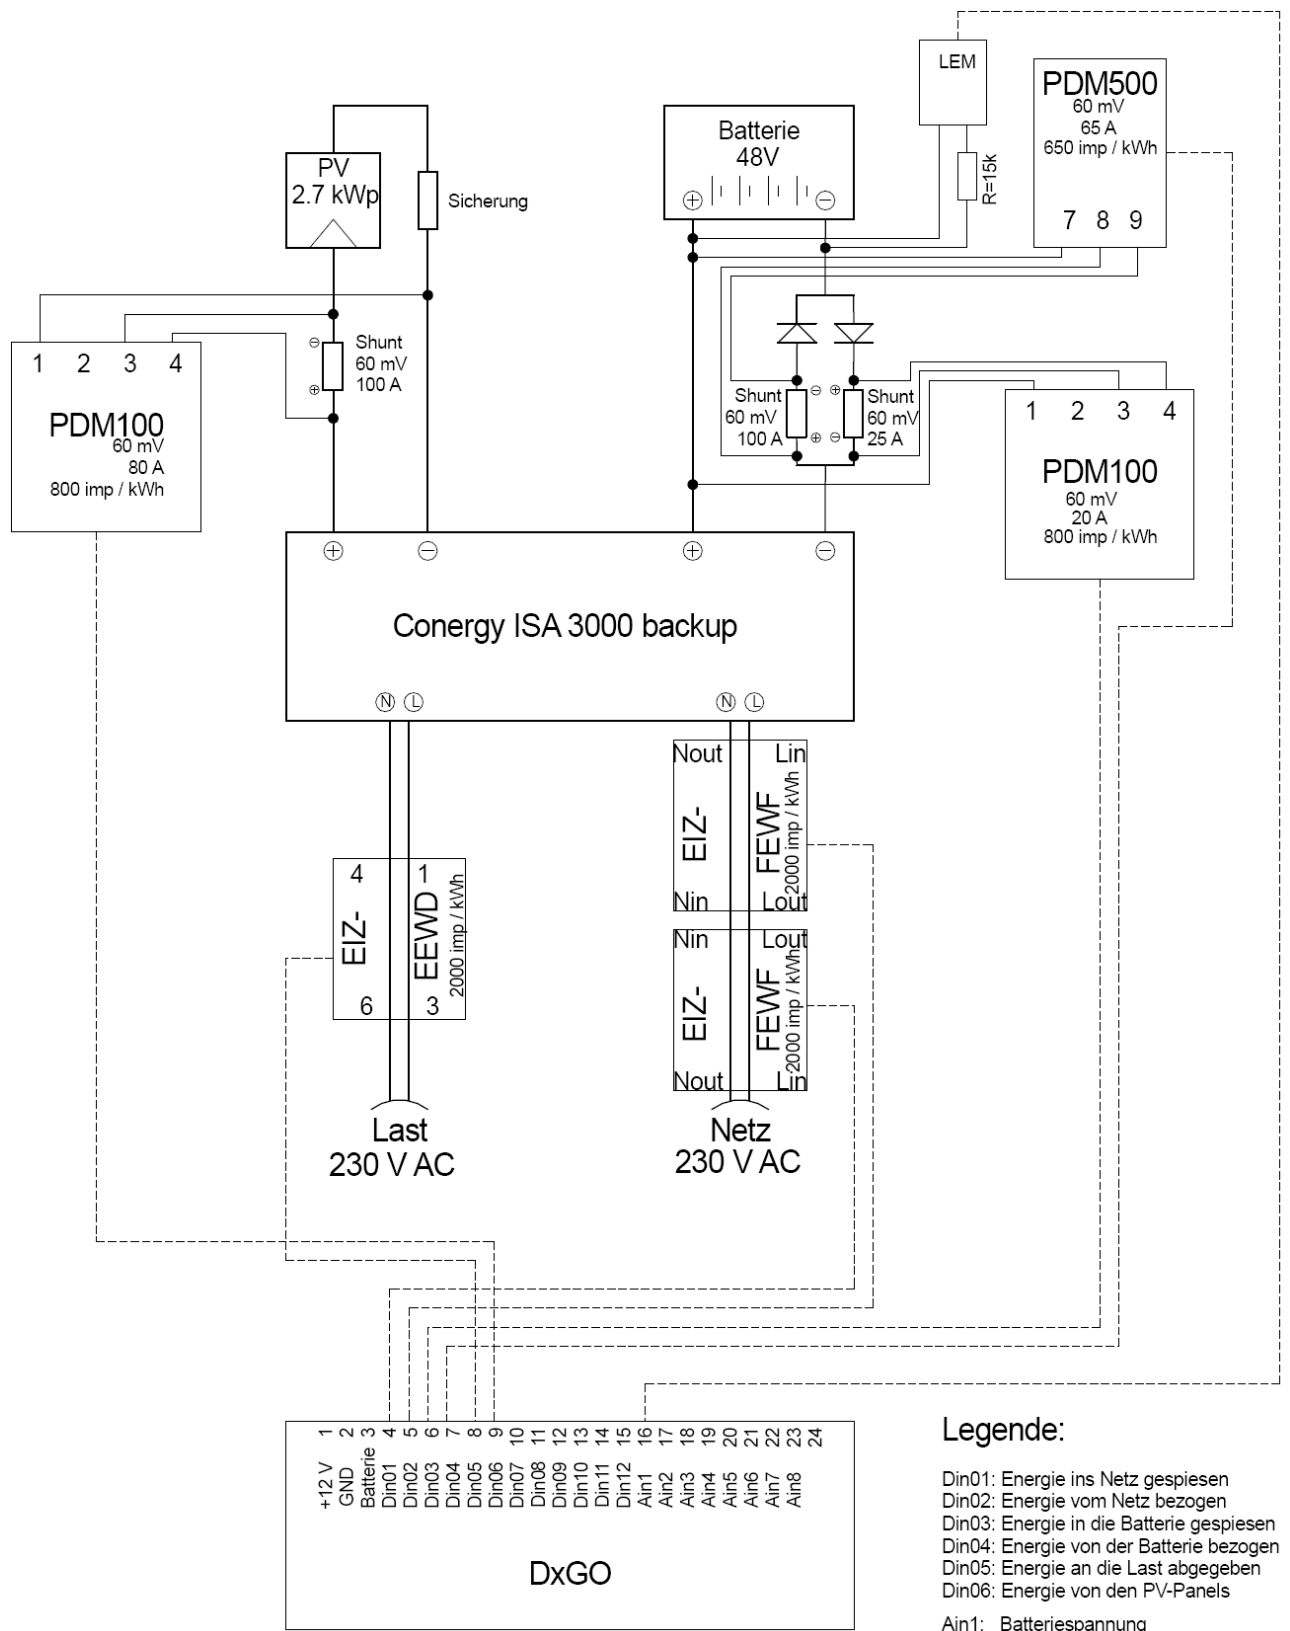 LEM
PDM500
60 mV
65 A
650 imp / kWh
7 8 9
R=15k
Batterie
48V
+ −
PV
2.7 kWp
Sicherung
1 2 3 4
PDM100
60 mV
80 A
800 imp / kWh
− Shunt
60 mV
+ 100 A
Shunt
60 mV
100 A
−
+
+
−
Shunt
60 mV
25 A
1 2 3 4
PDM100
60 mV
20 A
800 imp / kWh
+ − + −
Conergy ISA 3000 backup
N L N L
Nout Lin
EIZ-
FEWF
2000 imp / kWh
Nin Lout
Nin Lout
EIZ-
FEWF
2000 imp / kWh
Nout Lin
4 1
EIZ-
EEWD
2000 imp / kWh
6 3
Last
230 V AC
Netz
230 V AC
+12 V 1
GND 2
Batterie 3
Din01 4
Din02 5
Din03 6
Din04 7
Din05 8
Din06 9
Din07 10
Din08 11
Din09 12
Din10 13
Din11 14
Din12 15
Ain1 16
Ain2 17
Ain3 18
Ain4 19
Ain5 20
Ain6 21
Ain7 22
Ain8 23
24
DxGO
Legende:
Din01: Energie ins Netz gespiesen
Din02: Energie vom Netz bezogen
Din03: Energie in die Batterie gespiesen
Din04: Energie von der Batterie bezogen
Din05: Energie an die Last abgegeben
Din06: Energie von den PV-Panels
Ain1: Batteriespannung